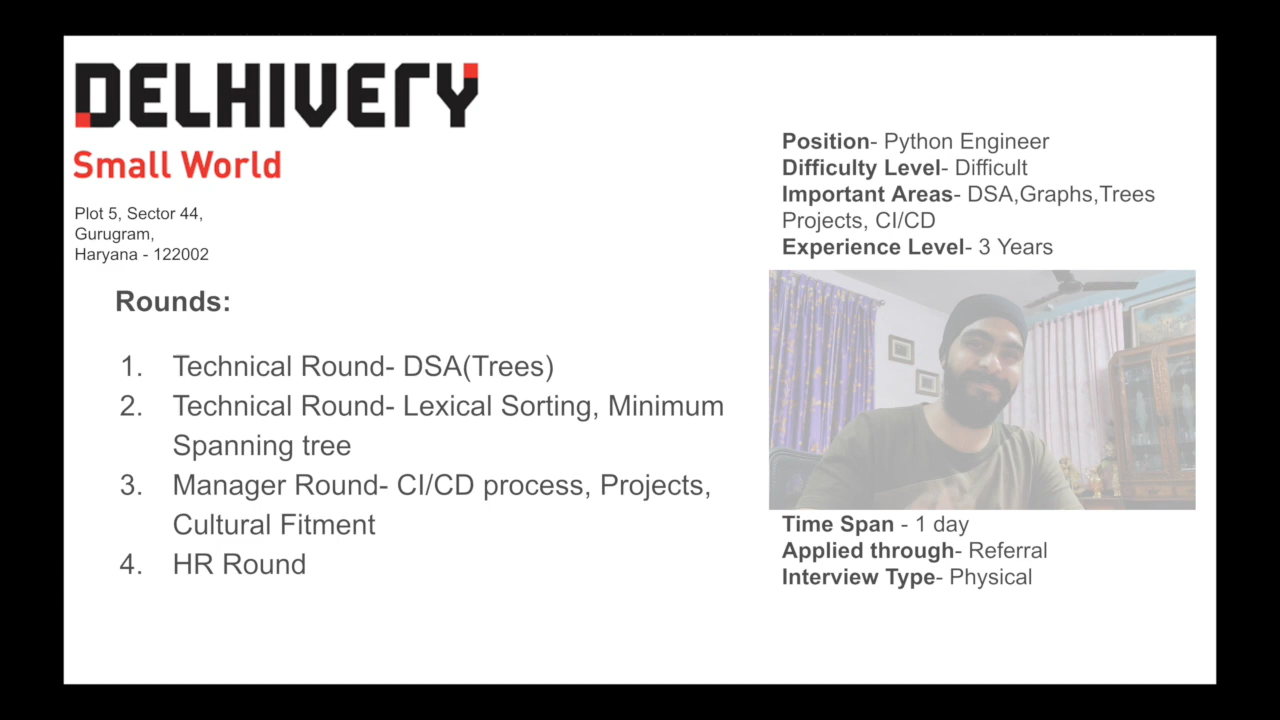 DELHIVERY
Small World
Plot 5, Sector 44,
Gurugram,
Haryana - 122002
Rounds:
1. Technical Round- DSA(Trees)
2. Technical Round- Lexical Sorting, Minimum
Spanning tree
3. Manager Round- CI/CD process, Projects,
Cultural Fitment
4. HR Round
Position- Python Engineer
Difficulty Level- Difficult
Important Areas- DSA,Graphs,Trees
Projects, CI/CD
Experience Level- 3 Years
Time Span - 1 day
Applied through- Referral
Interview Type- Physical